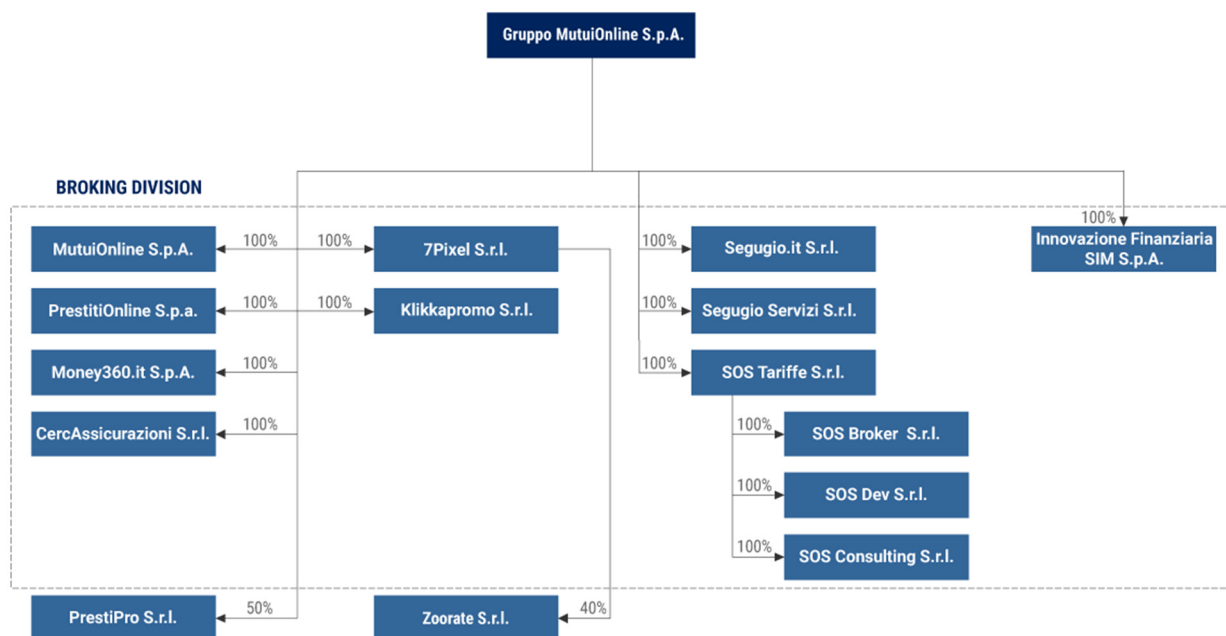 Gruppo MutuiOnline S.p.A.
BROKING DIVISION
100%
MutuiOnline S.p.A.
100%
100%
7Pixel S.r.l.
100%
Segugio.it S.r.l.
Innovazione Finanziaria
SIM S.p.A.
PrestitiOnline S.p.a.
100%
100%
Klikkapromo S.r.l.
100%
Segugio Servizi S.r.l.
Money360.it S.p.A.
100%
100%
SOS Tariffe S.r.l.
CercAssicurazioni S.r.l.
100%
100%
SOS Broker S.r.l.
100%
SOS Dev S.r.l.
100%
SOS Consulting S.r.l.
PrestiPro S.r.l.
50%
Zoorate S.r.l.
40%